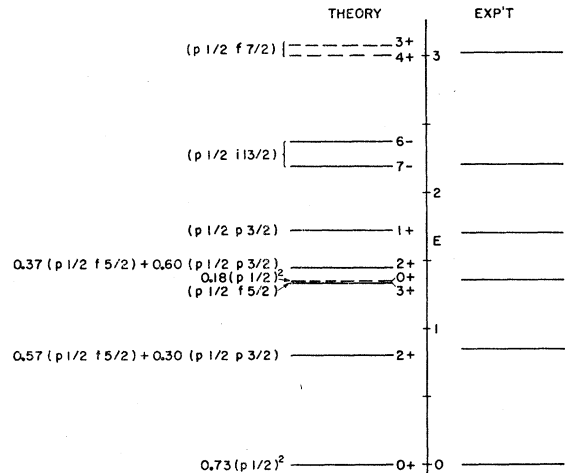 THEORY EXP'T
(p 1/2 f 7/2) 3+
4+ 3
(p 1/2 i 13/2) 6-
7-
2
(p 1/2 p 3/2) 1+
E
0.37 (p 1/2 f 5/2) + 0.60 (p 1/2 p 3/2) 2+
0.18 (p 1/2)² 0+
(p 1/2 f 5/2) 3+
1
0.57 (p 1/2 f 5/2) + 0.30 (p 1/2 p 3/2) 2+
0.73 (p 1/2)² 0+ 0